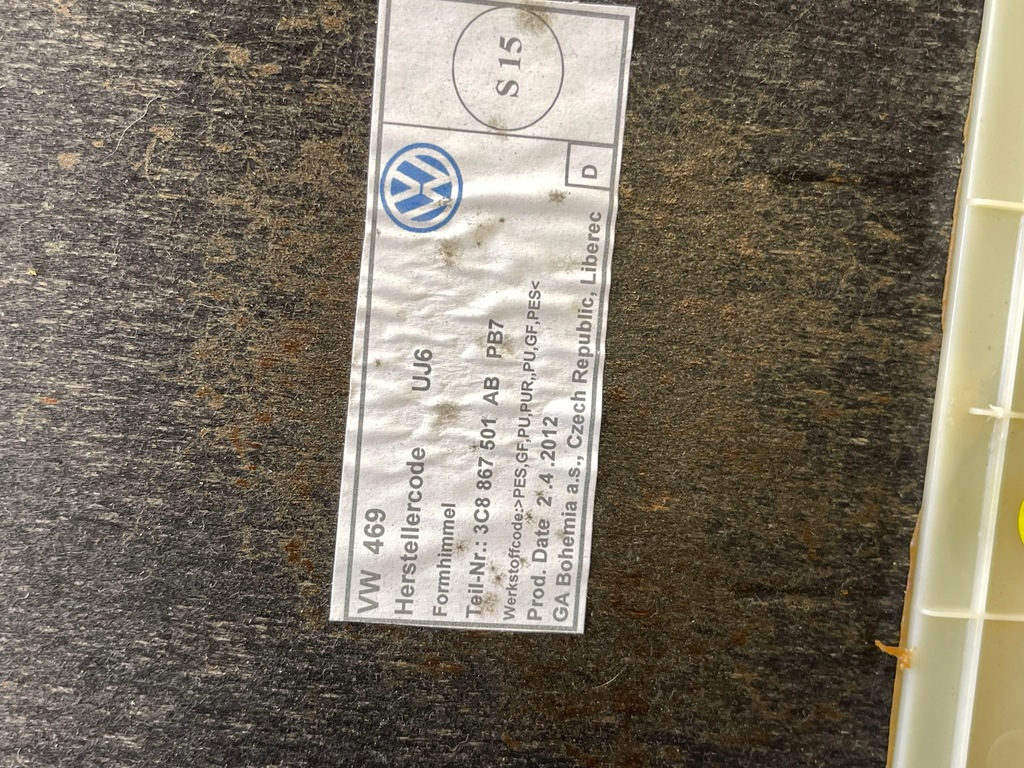 VW 469
Herstellercode UJ6
Formhimmel
Teil-Nr.: 3C8 867 501 AB PB7
Werkstoffcode:>PES,GF,PU,PUR,,PU,GF,PES<
Prod. Date 2 .4 .2012
GA Bohemia a.s., Czech Republic, Liberec
D
S 15